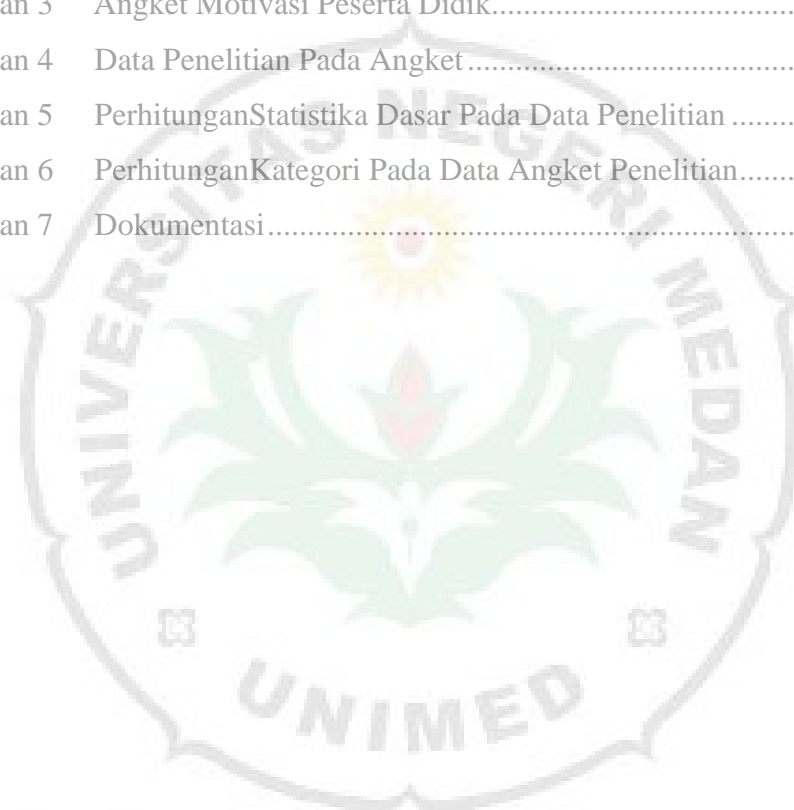 an 3 Angket Motivasi Peserta Didik....................................
an 4 Data Penelitian Pada Angket.........................................
an 5 PerhitunganStatistika Dasar Pada Data Penelitian ........
an 6 PerhitunganKategori Pada Data Angket Penelitian.......
an 7 Dokumentasi..................................................................
UNIVERSITAS NEGERI MEDAN
UNIMED